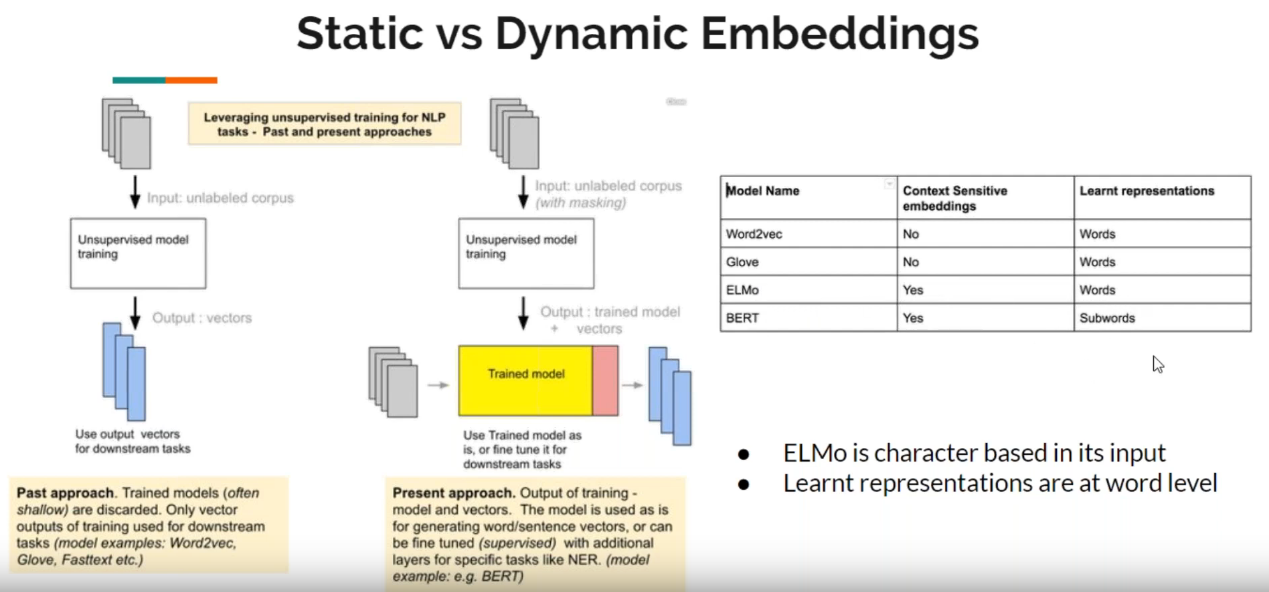 Static vs Dynamic Embeddings
Leveraging unsupervised training for NLP
tasks - Past and present approaches
Input: unlabeled corpus
Unsupervised model
training
Output : vectors
Use output vectors
for downstream tasks
Past approach. Trained models (often
shallow) are discarded. Only vector
outputs of training used for downstream
tasks (model examples: Word2vec,
Glove, Fasttext etc.)
Input: unlabeled corpus
(with masking)
Unsupervised model
training
Output : trained model
+ vectors
Trained model
Use Trained model as
is, or fine tune it for
downstream tasks
Present approach. Output of training -
model and vectors. The model is used as is
for generating word/sentence vectors, or can
be fine tuned (supervised) with additional
layers for specific tasks like NER. (model
example: e.g. BERT)
Model Name Context Sensitive embeddings Learnt representations
Word2vec No Words
Glove No Words
ELMo Yes Words
BERT Yes Subwords
● ELMo is character based in its input
● Learnt representations are at word level